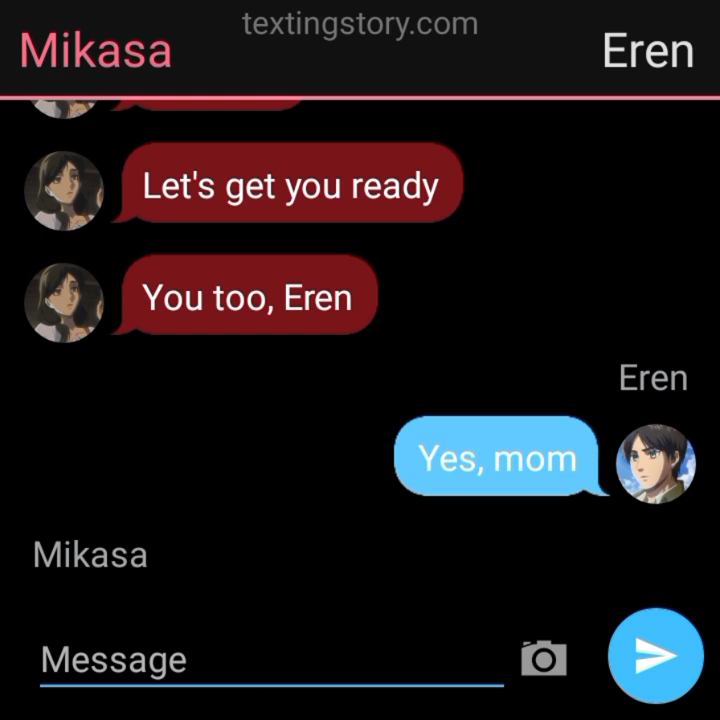 textingstory.com
Mikasa
Eren
Let's get you ready
You too, Eren
Eren
Yes, mom
Mikasa
Message